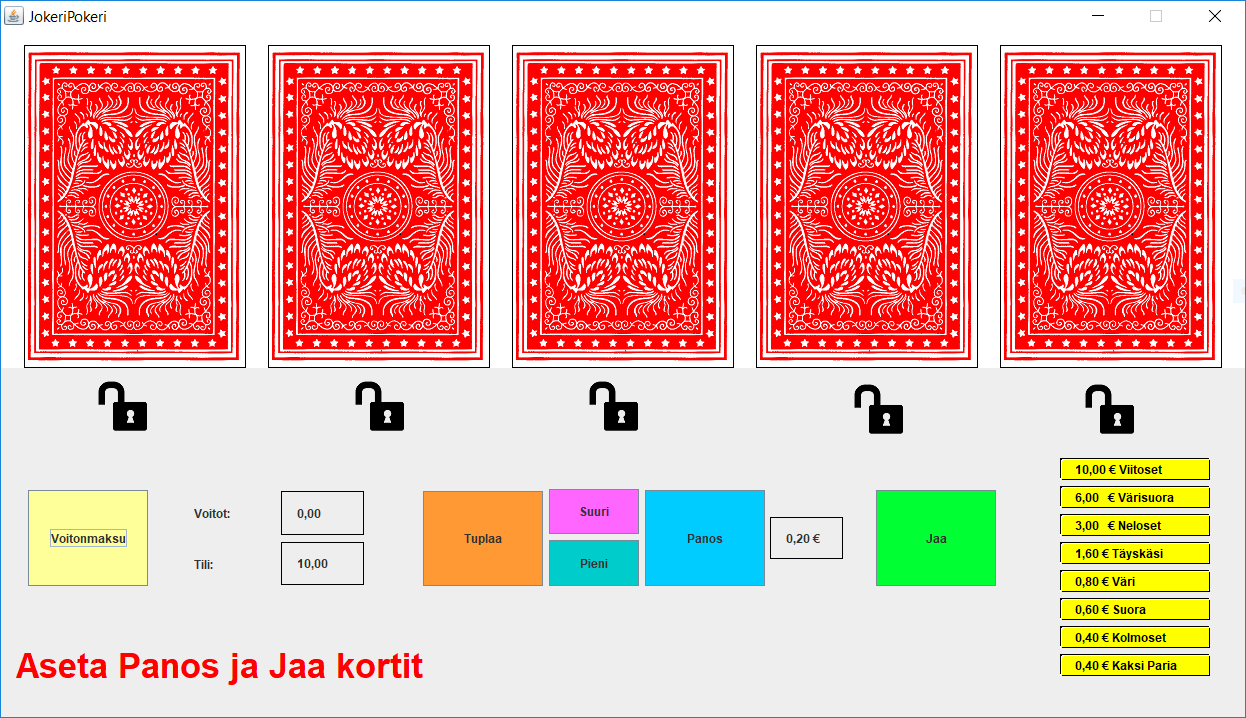 JokeriPokeri
Voitonmaksu
Voitot:
0,00
Tili:
10,00
Tuplaa
Suuri
Pieni
Panos
0,20 €
Jaa
10,00 € Viitoset
6,00 € Värisuora
3,00 € Neloset
1,60 € Täyskäsi
0,80 € Väri
0,60 € Suora
0,40 € Kolmoset
0,40 € Kaksi Paria
Aseta Panos ja Jaa kortit